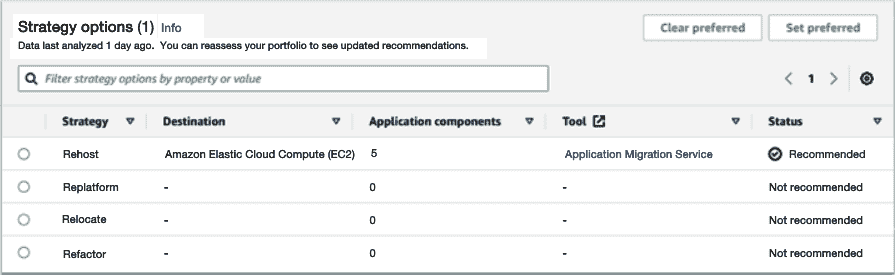 Strategy options (1) Info
Clear preferred Set preferred
Data last analyzed 1 day ago. You can reassess your portfolio to see updated recommendations.
Filter strategy options by property or value
1
Strategy Destination Application components Tool Status
Rehost Amazon Elastic Cloud Compute (EC2) 5 Application Migration Service Recommended
Replatform - 0 - Not recommended
Relocate - 0 - Not recommended
Refactor - 0 - Not recommended